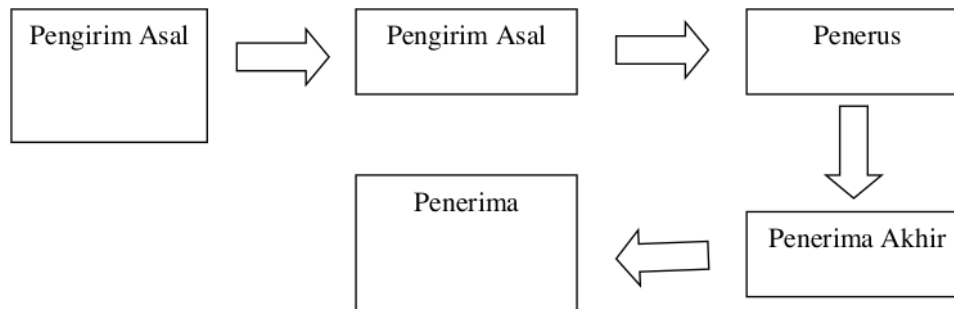 Pengirim Asal
Pengirim Asal
Penerus
Penerima Akhir
Penerima